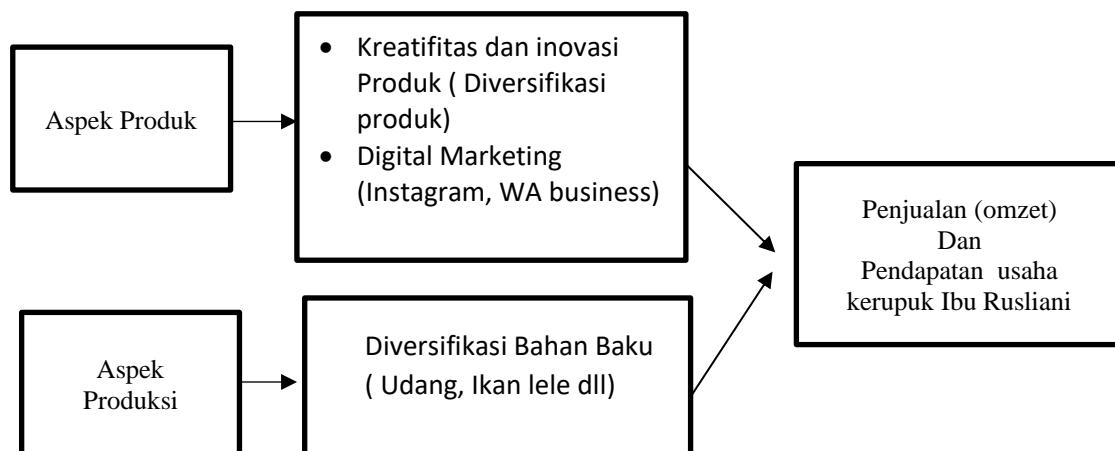 Aspek Produk
• Kreatifitas dan inovasi
Produk ( Diversifikasi
produk)
• Digital Marketing
(Instagram, WA business)
Penjualan (omzet)
Dan
Pendapatan usaha
kerupuk Ibu Rusliani
Aspek
Produksi
Diversifikasi Bahan Baku
( Udang, Ikan lele dll)